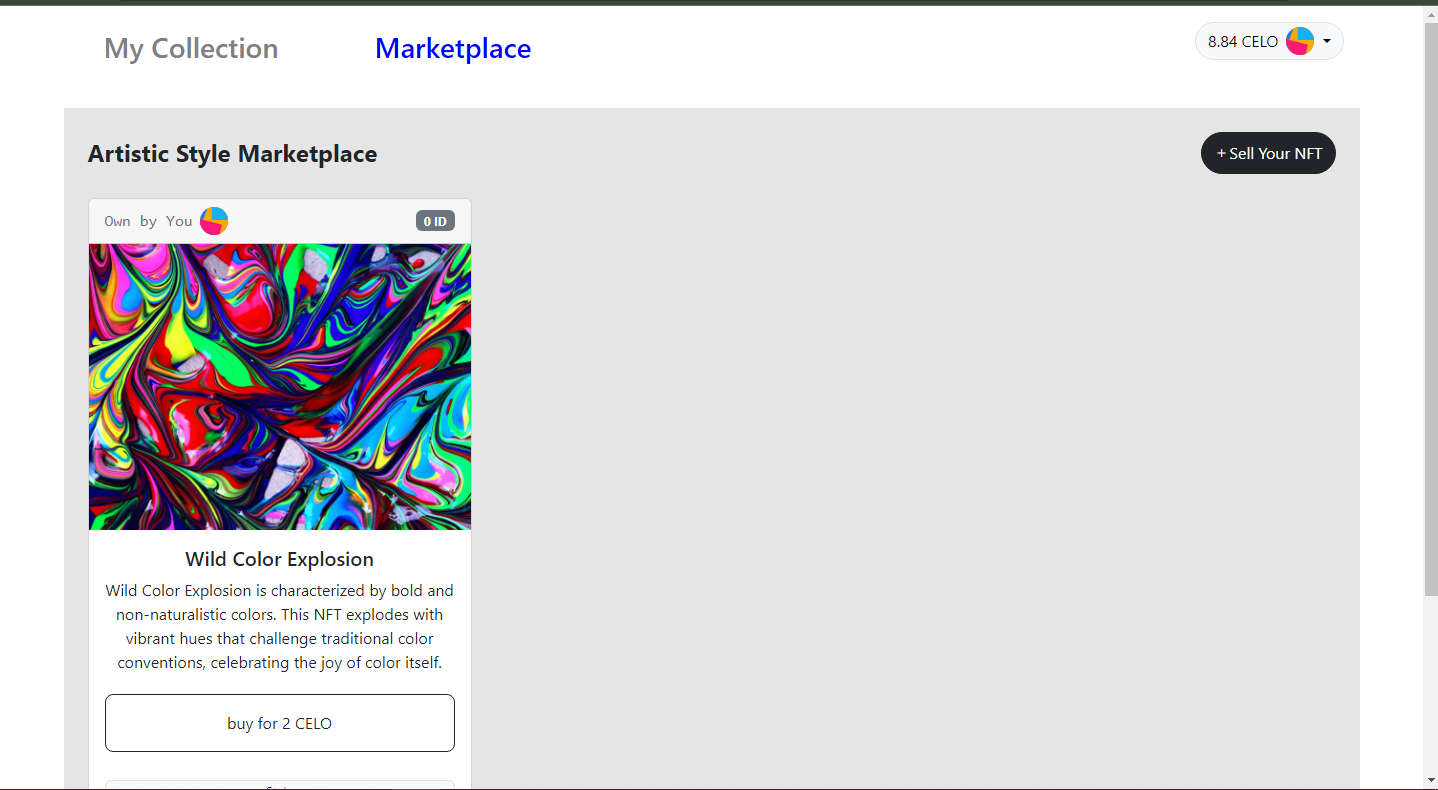 My Collection
Marketplace
8.84 CELO
Artistic Style Marketplace
+ Sell Your NFT
Own by You
0 ID
Wild Color Explosion
Wild Color Explosion is characterized by bold and
non-naturalistic colors. This NFT explodes with
vibrant hues that challenge traditional color
conventions, celebrating the joy of color itself.
buy for 2 CELO